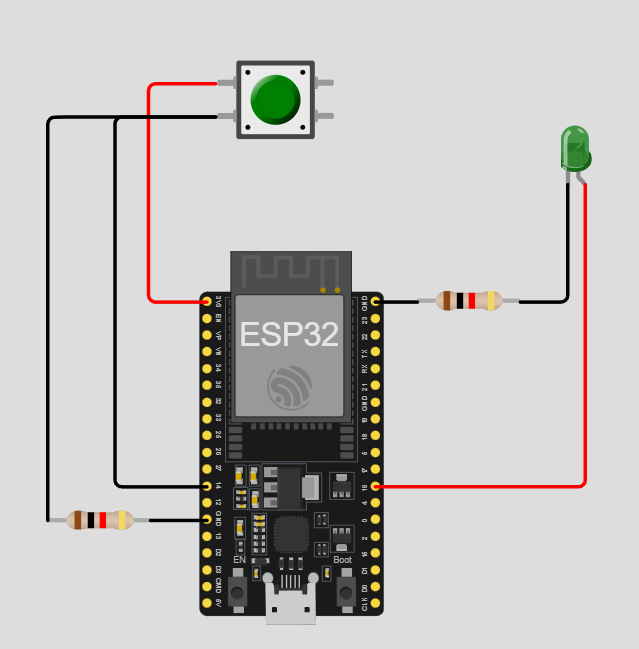 ESP32
3V3
EN
VP
VN
34
35
32
33
25
26
27
14
12
GND
13
D2
D3
CMD
5V
GND
23
22
TX
RX
21
GND
19
18
5
17
16
4
0
2
15
D1
D0
CLK
EN
Boot